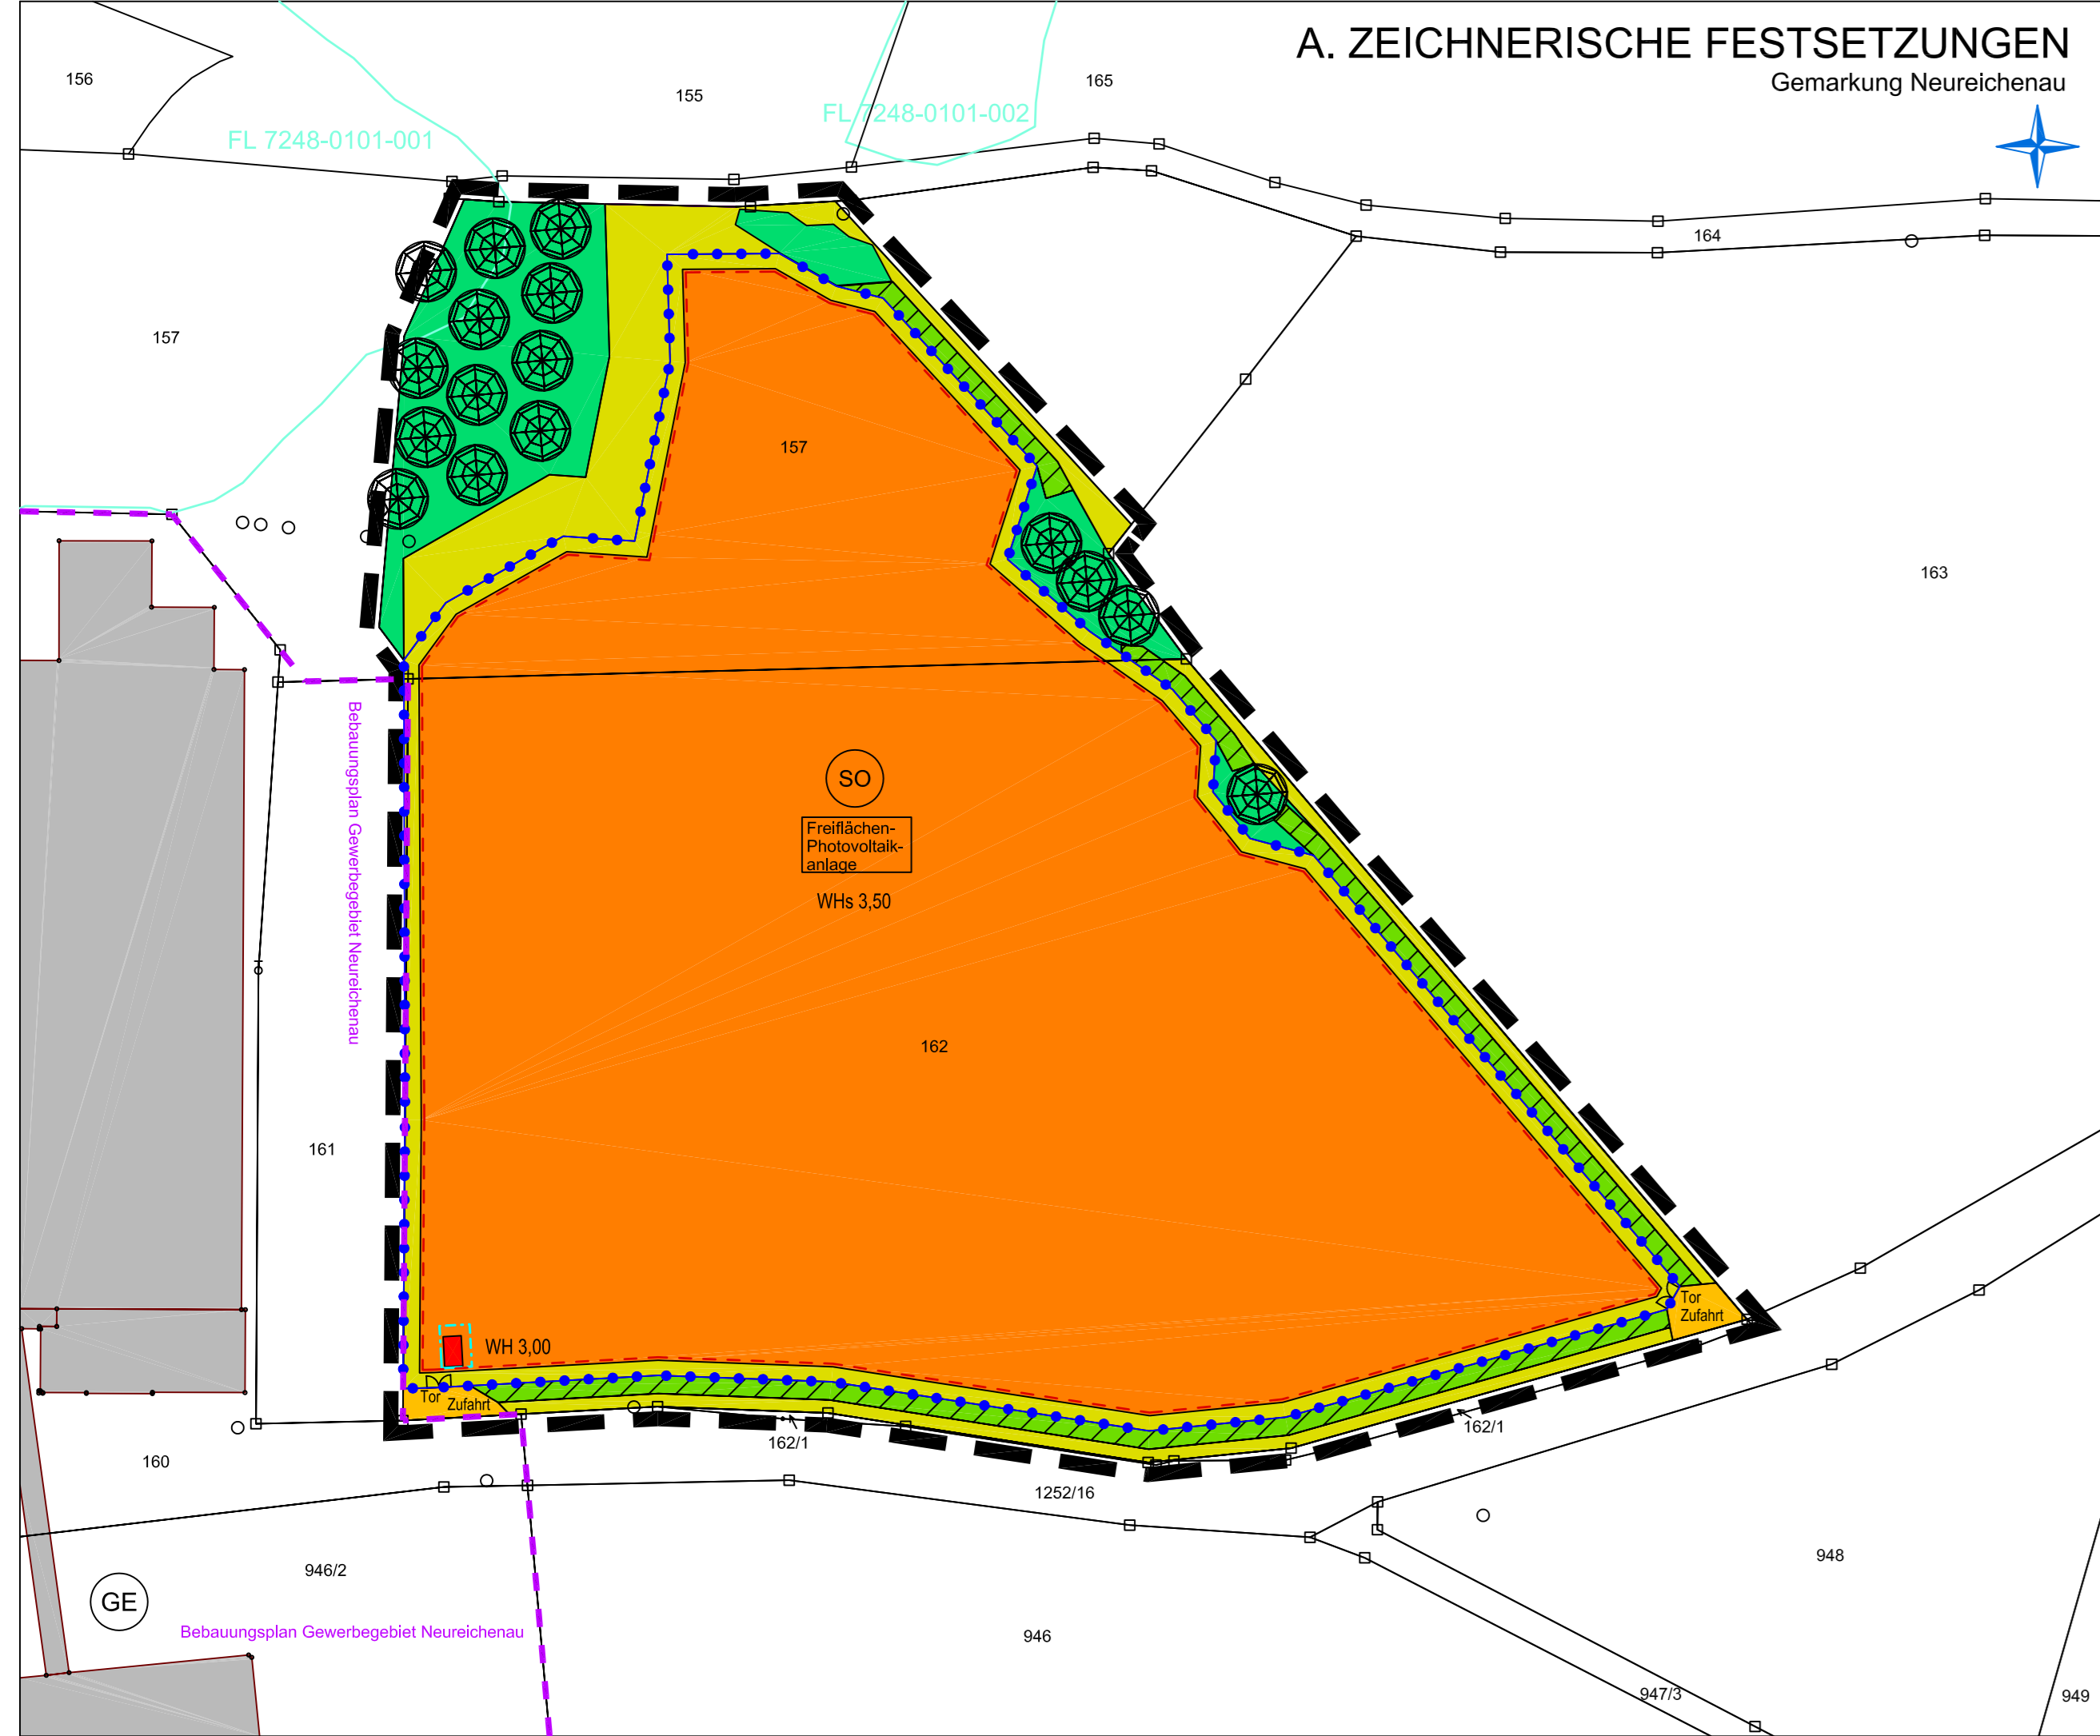 A. ZEICHNERISCHE FESTSETZUNGEN
Gemarkung Neureichenau
156
155
165
FL 7248-0101-001
FL 7248-0101-002
164
157
157
163
Bebauungsplan Gewerbegebiet Neureichenau
SO
Freiflächen-
Photovoltaik-
anlage
WHs 3,50
162
161
Tor
Zufahrt
WH 3,00
Tor
Zufahrt
162/1
162/1
160
1252/16
946/2
948
GE
Bebauungsplan Gewerbegebiet Neureichenau
946
947/3
949